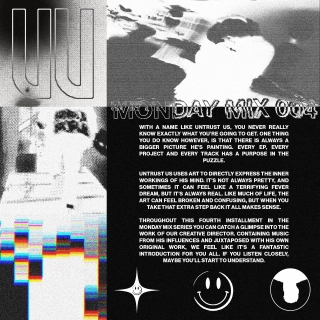 UU
MONDAY MIX 004
WITH A NAME LIKE UNTRUST US, YOU NEVER REALLY
KNOW EXACTLY WHAT YOU'RE GOING TO GET. ONE THING
YOU DO KNOW HOWEVER, IS THAT THERE IS ALWAYS A
BIGGER PICTURE HE'S PAINTING. EVERY EP, EVERY
PROJECT AND EVERY TRACK HAS A PURPOSE IN THE
PUZZLE.
UNTRUST US USES ART TO DIRECTLY EXPRESS THE INNER
WORKINGS OF HIS MIND. IT'S NOT ALWAYS PRETTY, AND
SOMETIMES IT CAN FEEL LIKE A TERRIFYING FEVER
DREAM, BUT IT'S ALWAYS REAL. LIKE MUCH OF LIFE, THE
ART CAN FEEL BROKEN AND CONFUSING, BUT WHEN YOU
TAKE THAT EXTRA STEP BACK IT ALL MAKES SENSE.
THROUGHOUT THIS FOURTH INSTALLMENT IN THE
MONDAY MIX SERIES YOU CAN CATCH A GLIMPSE INTO THE
WORK OF OUR CREATIVE DIRECTOR. CONTAINING MUSIC
FROM HIS INFLUENCES AND JUXTAPOSED WITH HIS OWN
ORIGINAL WORK, WE FEEL LIKE IT'S A FANTASTIC
INTRODUCTION FOR YOU ALL. IF YOU LISTEN CLOSELY,
MAYBE YOU'LL START TO UNDERSTAND.